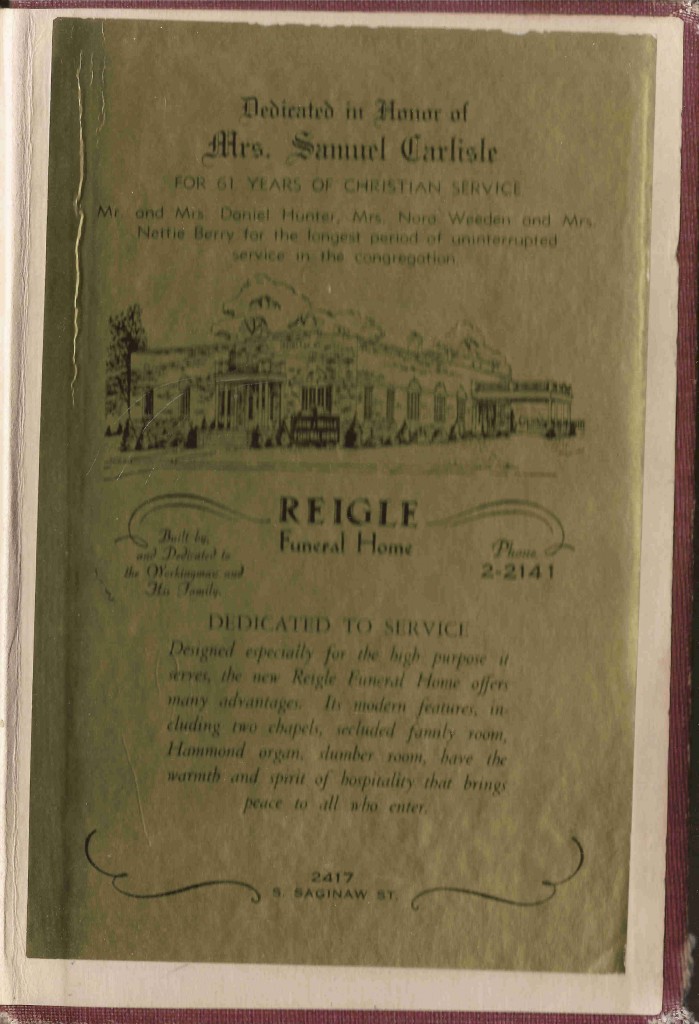 Dedicated in Honor of
Mrs. Samuel Carlisle
FOR 61 YEARS OF CHRISTIAN SERVICE
Mr. and Mrs. Daniel Hunter, Mrs. Nora Weeden and Mrs.
Nettie Berry for the longest period of uninterrupted
service in the congregation.
REIGLE
Funeral Home
Built by,
and Dedicated to
the Workingman and
His Family.
Phone
2-2141
DEDICATED TO SERVICE
Designed especially for the high purpose it
serves, the new Reigle Funeral Home offers
many advantages. Its modern features, in-
cluding two chapels, secluded family room,
Hammond organ, slumber room, have the
warmth and spirit of hospitality that brings
peace to all who enter.
2417
S. SAGINAW ST.